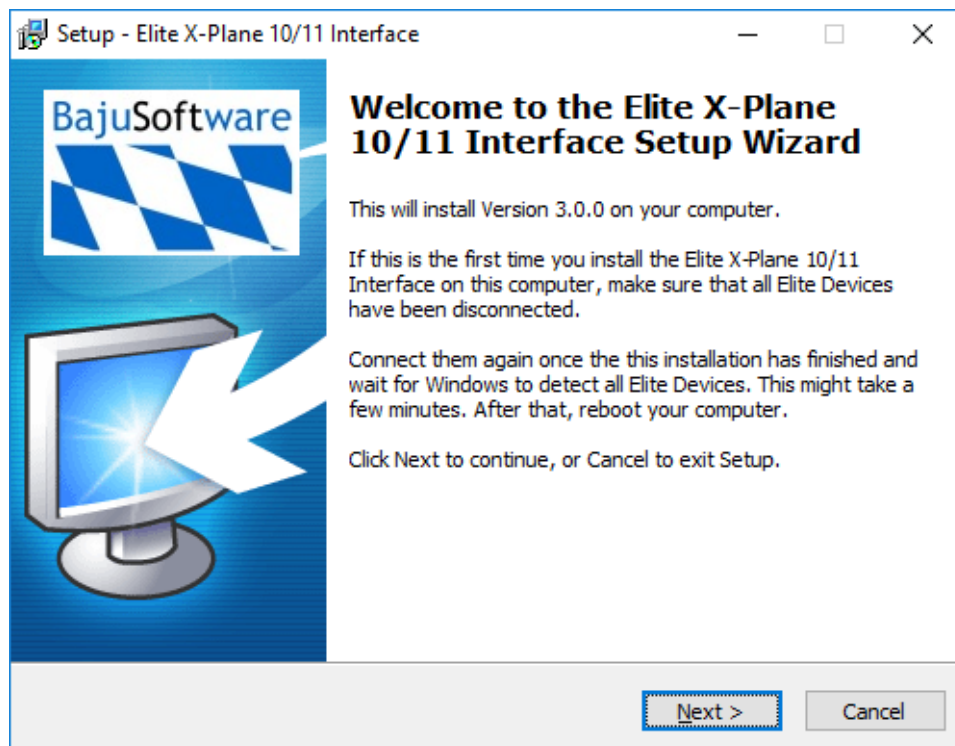 Setup - Elite X-Plane 10/11 Interface
BajuSoftware
Welcome to the Elite X-Plane
10/11 Interface Setup Wizard
This will install Version 3.0.0 on your computer.
If this is the first time you install the Elite X-Plane 10/11
Interface on this computer, make sure that all Elite Devices
have been disconnected.
Connect them again once the this installation has finished and
wait for Windows to detect all Elite Devices. This might take a
few minutes. After that, reboot your computer.
Click Next to continue, or Cancel to exit Setup.
Next >
Cancel